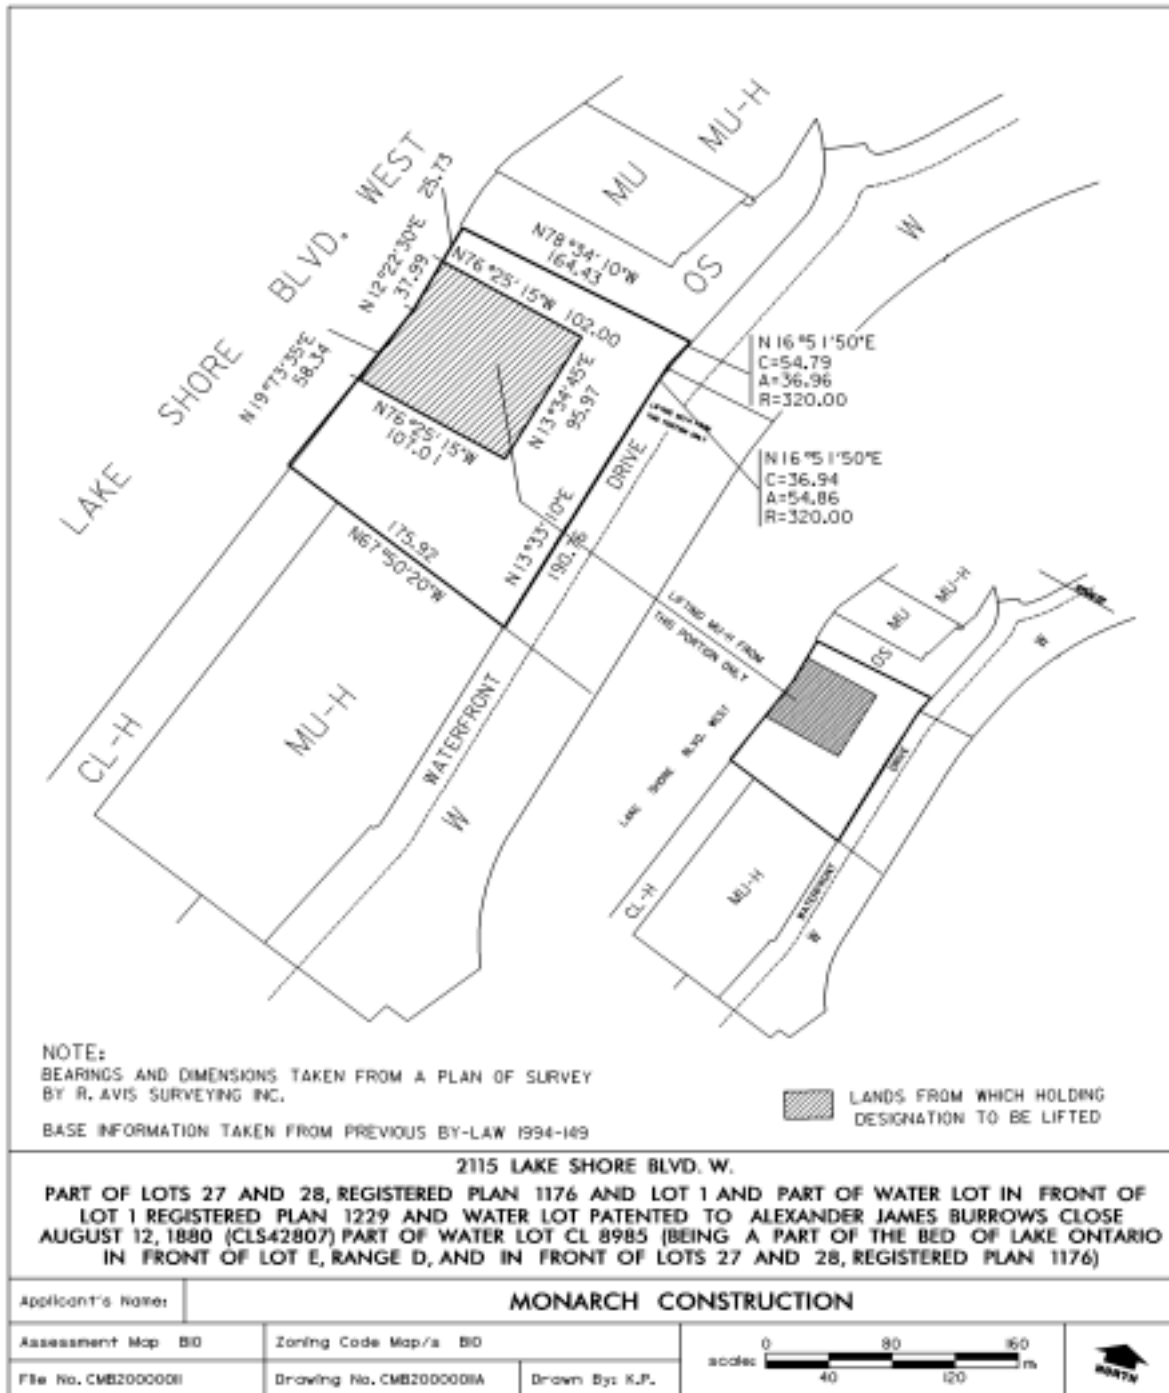 MU-H
MU
WEST
25.73
BLVD.
N12°22'30"E
37.99
N76°25'15"W 102.00
N78°34'10"W
164.43
OS
W
SHORE
N19°73'35"E
58.34
N76°25'15"W
107.01
N13°34'45"E
95.97
N16°51'50"E
C=54.79
A=36.96
R=320.00
N16°51'50"E
C=36.94
A=54.86
R=320.00
THIS PORTION ONLY
LAKE
DRIVE
175.92
N67°50'20"W
N13°33'10"E
190.76
LIFTING MU-H FROM
THIS PORTION ONLY
CL-H
MU-H
WATERFRONT
W
MU-H
MU
OS
W
LAKE SHORE BLVD. WEST
DRIVE
CL-H
MU-H
WATERFRONT
W
NOTE:
BEARINGS AND DIMENSIONS TAKEN FROM A PLAN OF SURVEY
BY R. AVIS SURVEYING INC.
BASE INFORMATION TAKEN FROM PREVIOUS BY-LAW 1994-149
LANDS FROM WHICH HOLDING
DESIGNATION TO BE LIFTED
2115 LAKE SHORE BLVD. W.
PART OF LOTS 27 AND 28, REGISTERED PLAN 1176 AND LOT 1 AND PART OF WATER LOT IN FRONT OF
LOT 1 REGISTERED PLAN 1229 AND WATER LOT PATENTED TO ALEXANDER JAMES BURROWS CLOSE
AUGUST 12, 1880 (CLS42807) PART OF WATER LOT CL 8985 (BEING A PART OF THE BED OF LAKE ONTARIO
IN FRONT OF LOT E, RANGE D, AND IN FRONT OF LOTS 27 AND 28, REGISTERED PLAN 1176)
Applicant's Name: MONARCH CONSTRUCTION
Assessment Map B10
Zoning Code Map/s B10
File No. CMB20000011
Drawing No. CMB20000011A
Drawn By: K.P.
scale: 0 80 160 m
40 120
NORTH